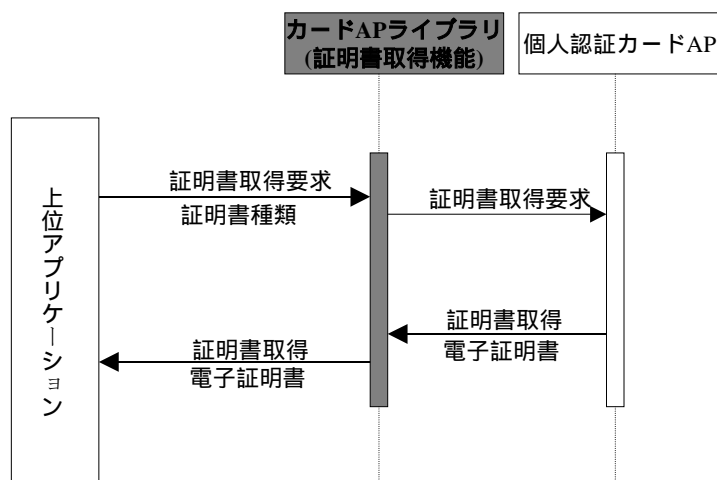 カードAPライブラリ
(証明書取得機能)
個人認証カードAP
上位アプリケーション
証明書取得要求
証明書種類
証明書取得要求
証明書取得
電子証明書
証明書取得
電子証明書